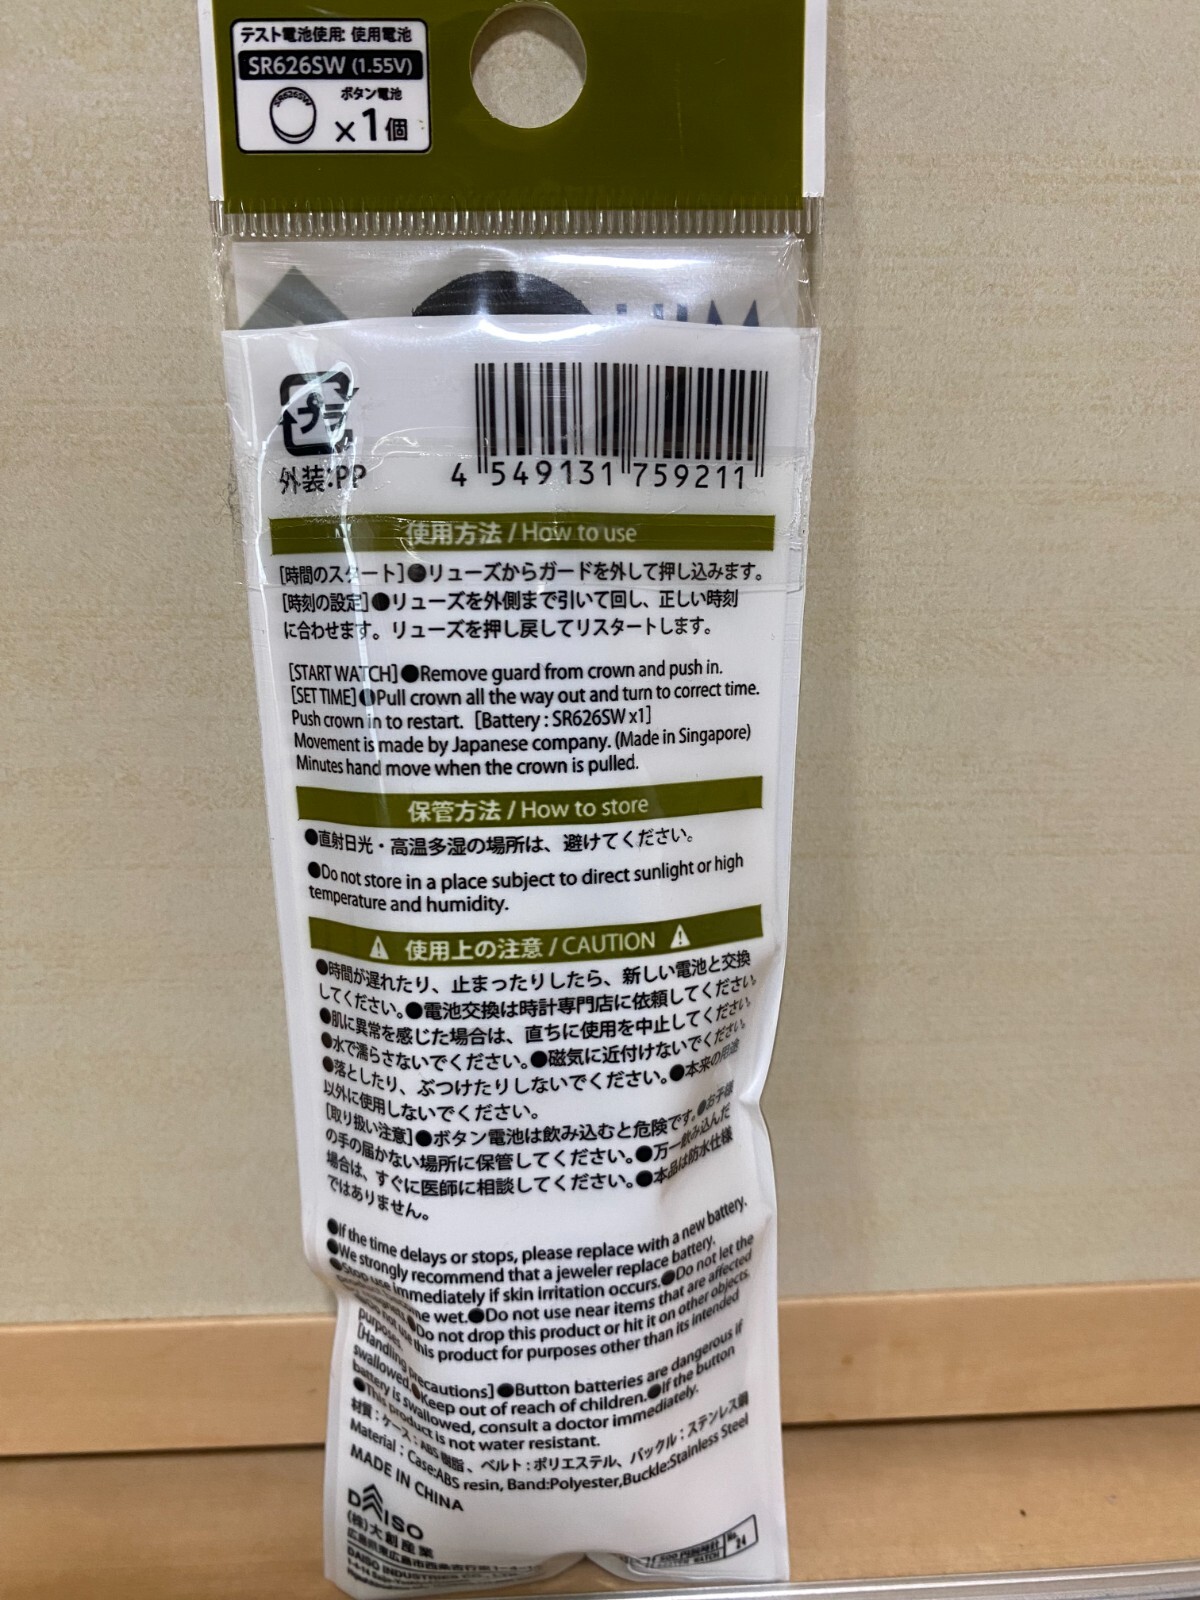 テスト電池使用: 使用電池
SR626SW (1.55V)
SR626SW
ボタン電池
×1個
プラ
外装:PP
4 549131 759211
使用方法 / How to use
[時間のスタート]●リューズからガードを外して押し込みます。
[時刻の設定]●リューズを外側まで引いて回し、正しい時刻
に合わせます。リューズを押し戻してリスタートします。
[START WATCH]●Remove guard from crown and push in.
[SET TIME]●Pull crown all the way out and turn to correct time.
Push crown in to restart. [Battery : SR626SW x1]
Movement is made by Japanese company. (Made in Singapore)
Minutes hand move when the crown is pulled.
保管方法 / How to store
●直射日光・高温多湿の場所は、避けてください。
●Do not store in a place subject to direct sunlight or high
temperature and humidity.
使用上の注意 / CAUTION
●時間が遅れたり、止まったりしたら、新しい電池と交換
してください。●電池交換は時計専門店に依頼してください。
●肌に異常を感じた場合は、直ちに使用を中止してください。
●水で濡らさないでください。●磁気に近付けないでください。
●落としたり、ぶつけたりしないでください。●本来の用途
以外に使用しないでください。
[取り扱い注意]●ボタン電池は飲み込むと危険です。●お子様
の手の届かない場所に保管してください。●万一飲み込んだ
場合は、すぐに医師に相談してください。●本品は防水仕様
ではありません。
●If the time delays or stops, please replace with a new battery.
●We strongly recommend that a jeweler replace battery.
●Stop use immediately if skin irritation occurs.●Do not let the
product become wet.●Do not use near items that are affected
●Do not drop this product or hit it on other objects.
●Do not use this product for purposes other than its intended
purposes.
[Handling precautions]●Button batteries are dangerous if
swallowed.●Keep out of reach of children.●If the button
battery is swallowed, consult a doctor immediately.
●This product is not water resistant.
材質：ケース：ABS樹脂、ベルト：ポリエステル、バックル：ステンレス鋼
Material：Case:ABS resin, Band:Polyester,Buckle:Stainless Steel
MADE IN CHINA
DAISO
(株)大創産業
DAISO INDUSTRIES CO.,
No. 24